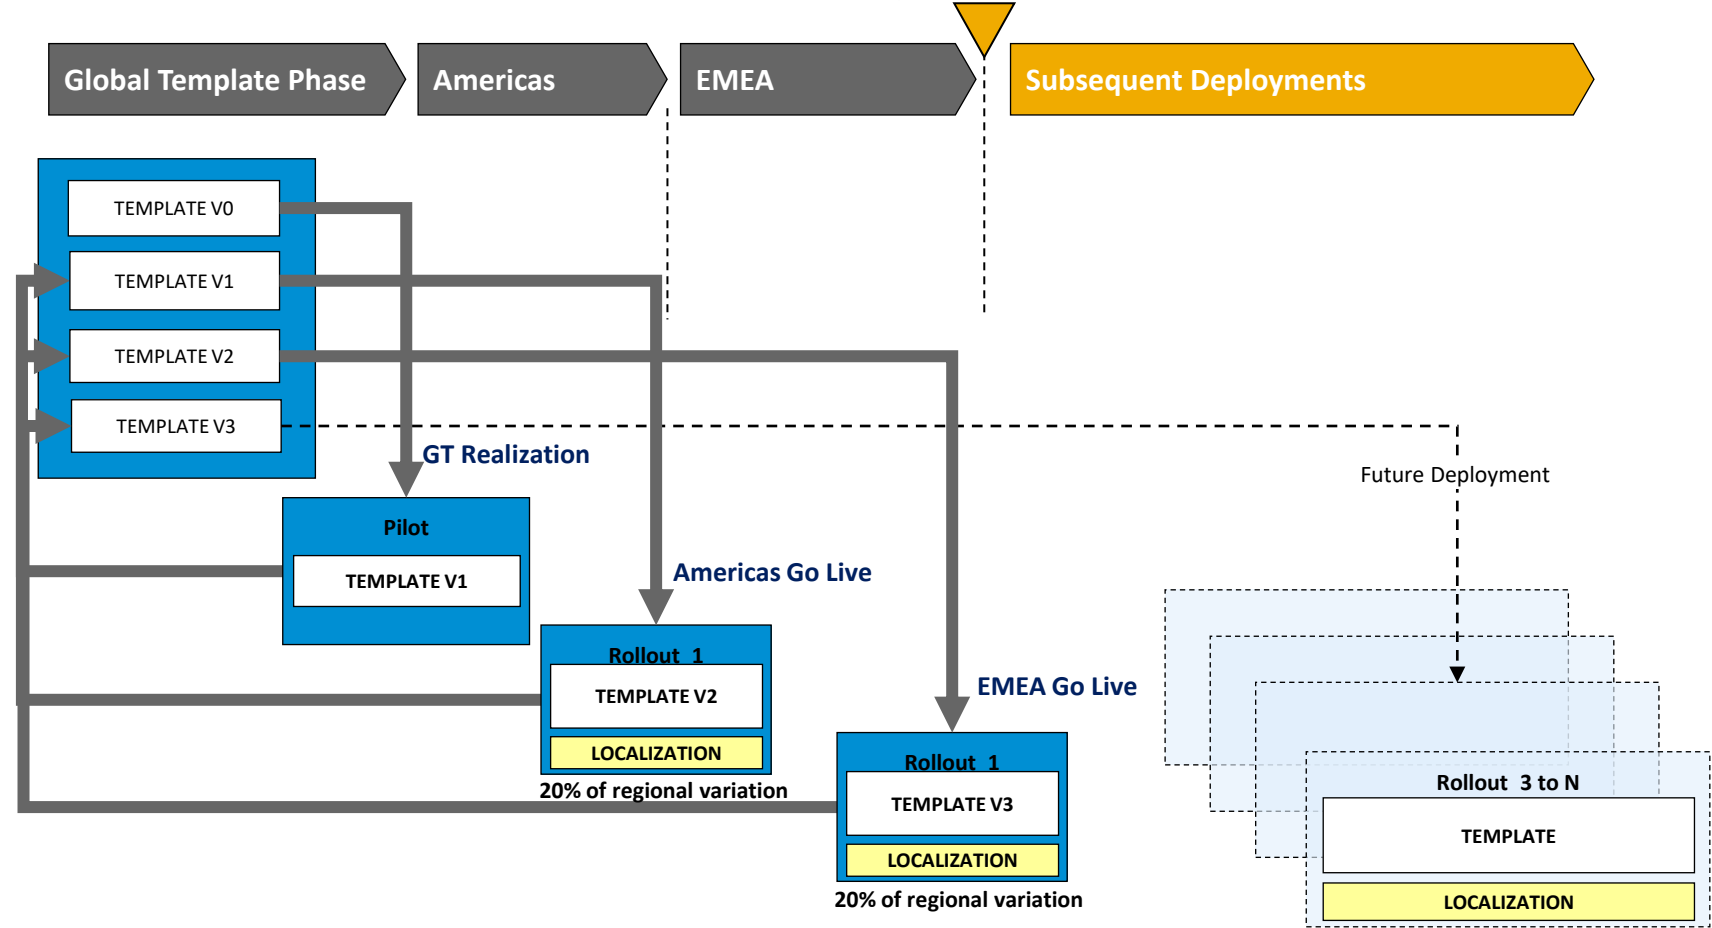 Global Template Phase
Americas
EMEA
Subsequent Deployments
TEMPLATE V0
TEMPLATE V1
TEMPLATE V2
TEMPLATE V3
GT Realization
Future Deployment
Pilot
TEMPLATE V1
Americas Go Live
Rollout 1
TEMPLATE V2
LOCALIZATION
20% of regional variation
EMEA Go Live
Rollout 1
TEMPLATE V3
LOCALIZATION
20% of regional variation
Rollout 3 to N
TEMPLATE
LOCALIZATION